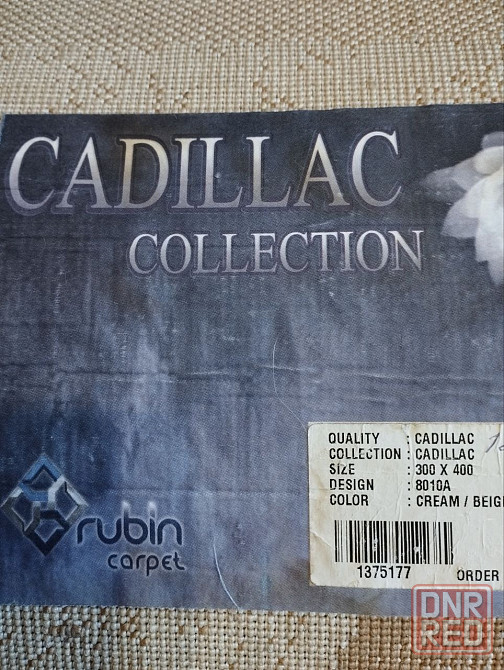 CADILLAC
COLLECTION
QUALITY : CADILLAC
COLLECTION : CADILLAC
SIZE : 300 X 400
DESIGN : 8010A
COLOR : CREAM / BEIG
1375177 ORDER
rubin
carpet
DNR
RED